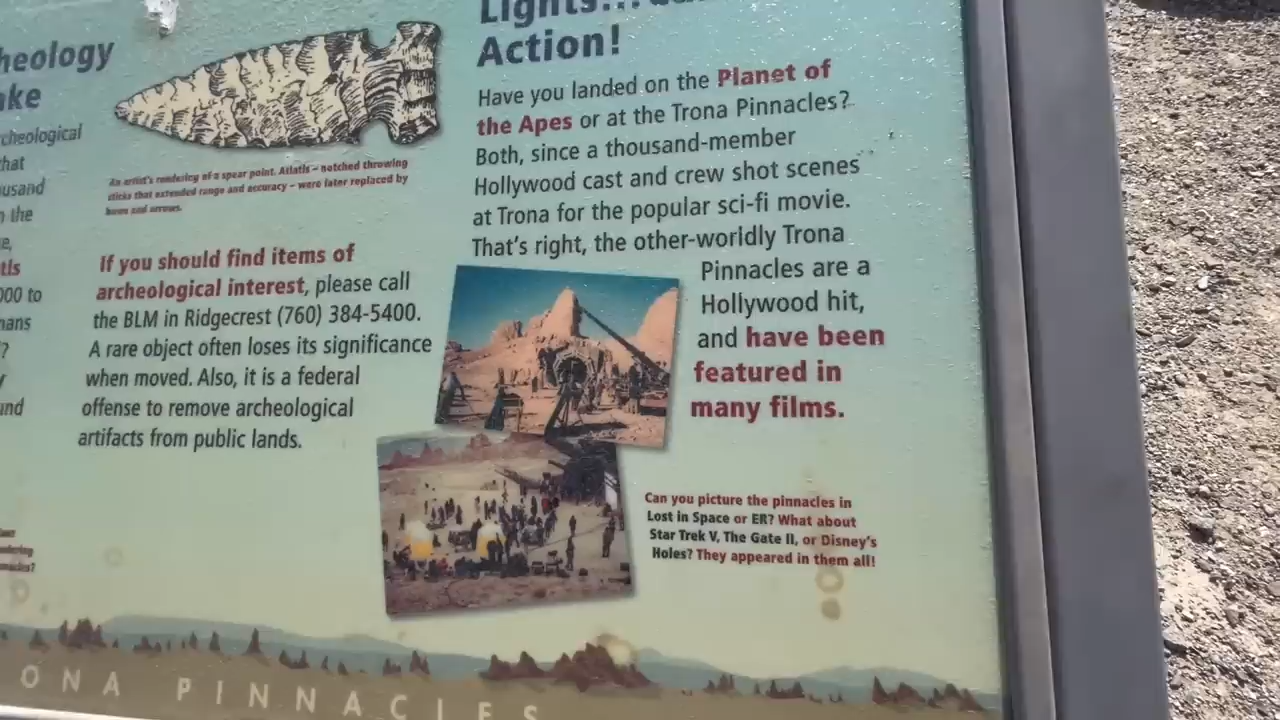 heology
ake
cheological
hat
usand
n the
e,
tis
000 to
mans
?
y
und
An artist's rendering of a spear point. Atlatls – notched throwing
sticks that extended range and accuracy – were later replaced by
bows and arrows.
If you should find items of
archeological interest, please call
the BLM in Ridgecrest (760) 384-5400.
A rare object often loses its significance
when moved. Also, it is a federal
offense to remove archeological
artifacts from public lands.
Lights...
Action!
Have you landed on the Planet of
the Apes or at the Trona Pinnacles?
Both, since a thousand-member
Hollywood cast and crew shot scenes
at Trona for the popular sci-fi movie.
That's right, the other-worldly Trona
Pinnacles are a
Hollywood hit,
and have been
featured in
many films.
Can you picture the pinnacles in
Lost in Space or ER? What about
Star Trek V, The Gate II, or Disney's
Holes? They appeared in them all!
ONA PINNACLES